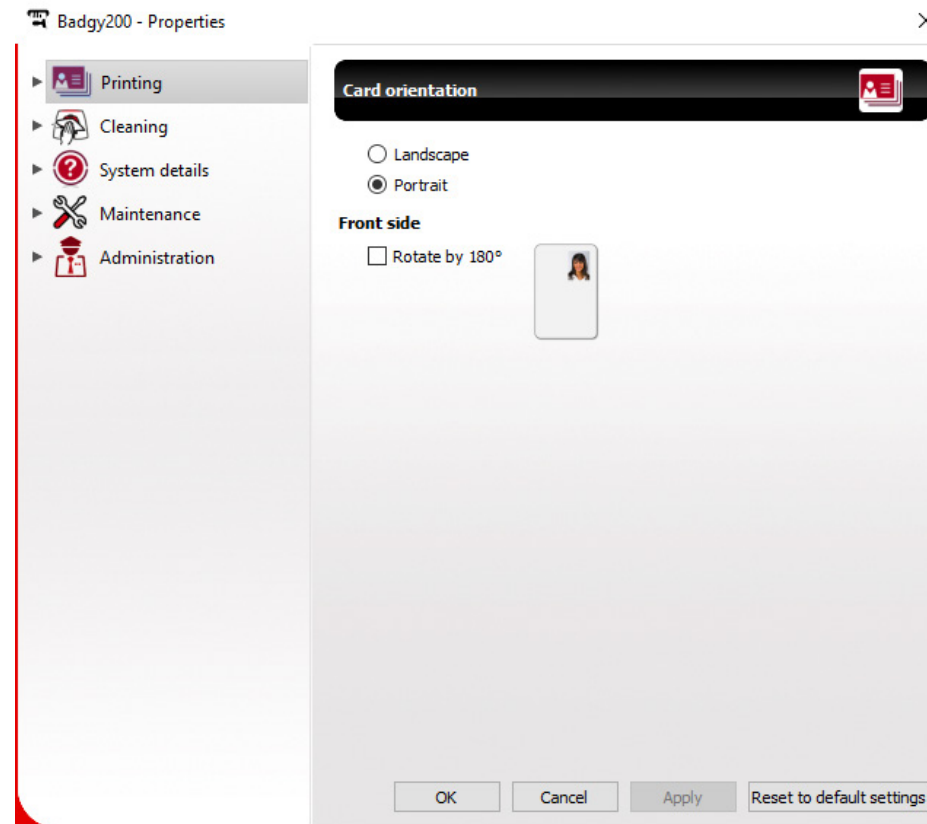 Badgy200 - Properties
Printing
Cleaning
System details
Maintenance
Administration
Card orientation
Landscape
Portrait
Front side
Rotate by 180°
OK Cancel Apply Reset to default settings